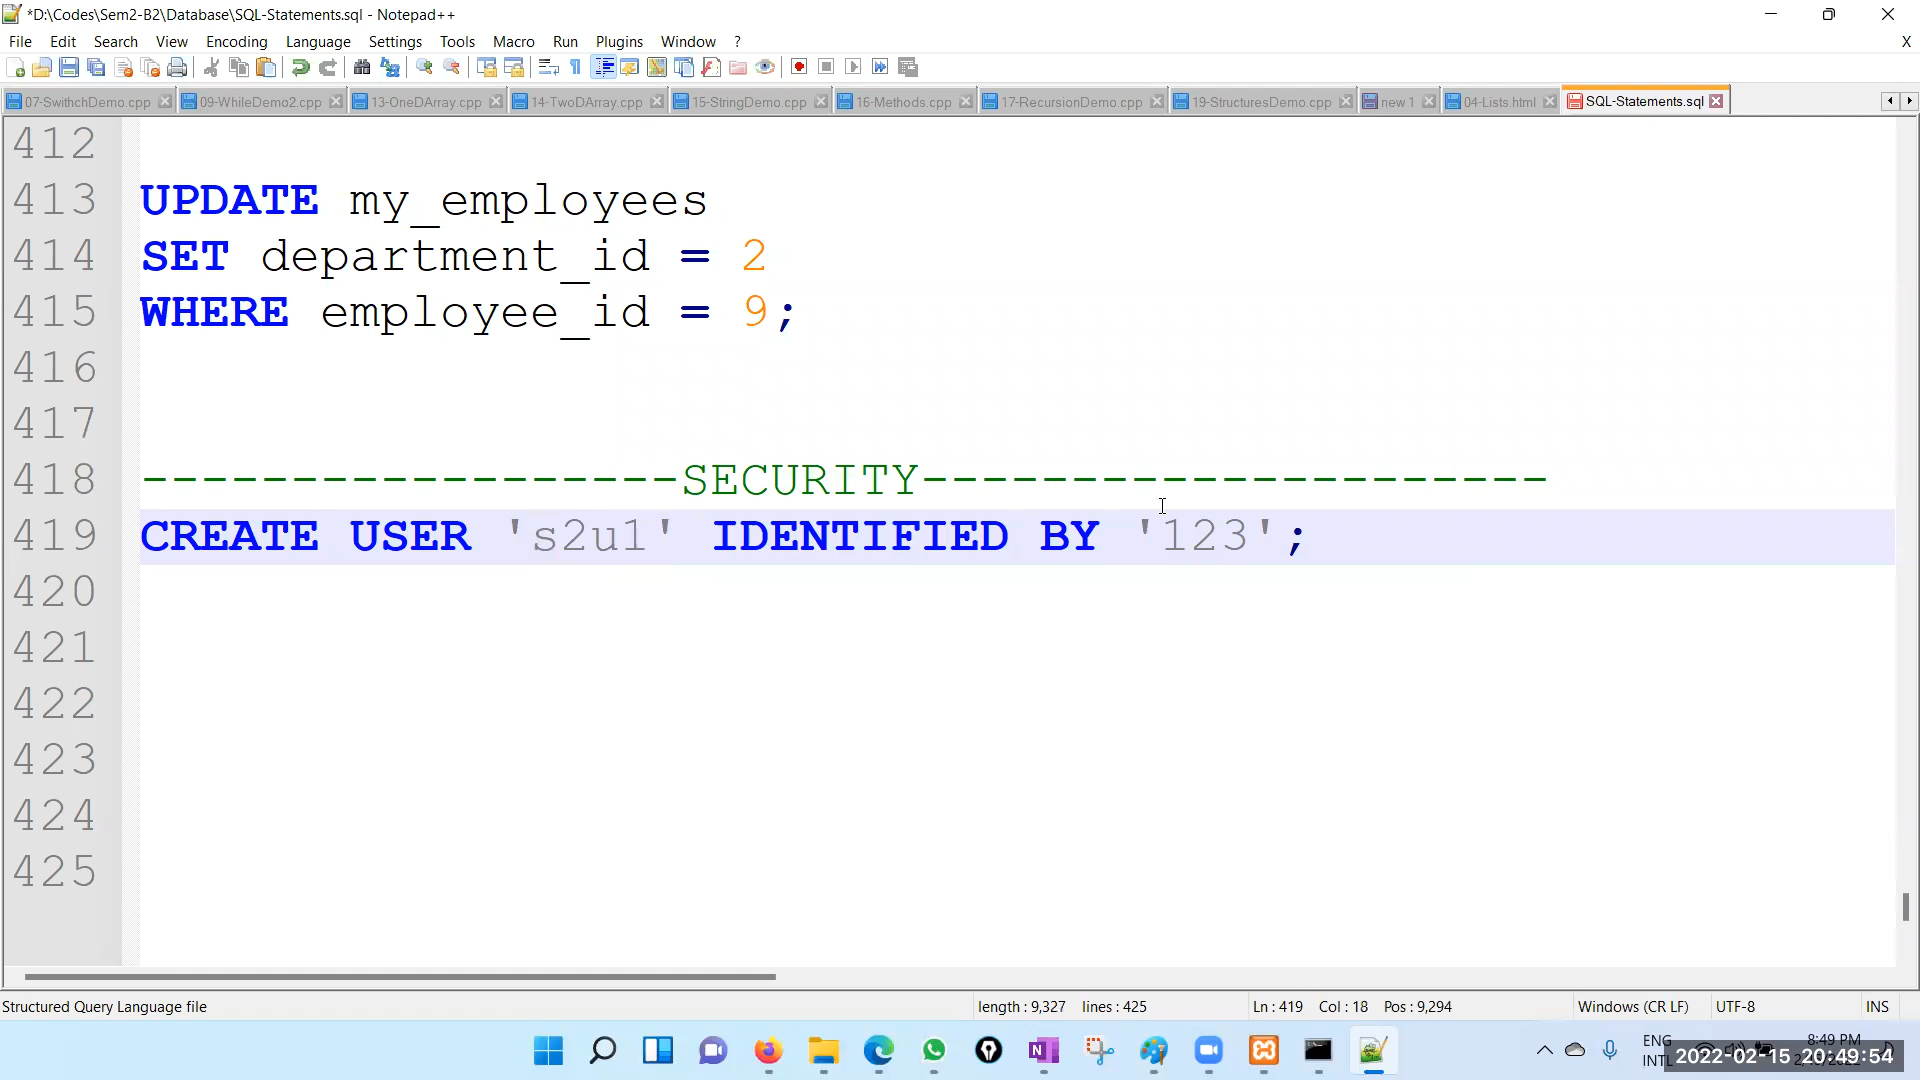 *D:\Codes\Sem2-B2\Database\SQL-Statements.sql - Notepad++
File Edit Search View Encoding Language Settings Tools Macro Run Plugins Window ? X
07-SwithchDemo.cpp 09-WhileDemo2.cpp 13-OneDArray.cpp 14-TwoDArray.cpp 15-StringDemo.cpp 16-Methods.cpp 17-RecursionDemo.cpp 19-StructuresDemo.cpp new 1 04-Lists.html SQL-Statements.sql
412
413 UPDATE my_employees
414 SET department_id = 2
415 WHERE employee_id = 9;
416
417
418 ------------------SECURITY---------------------
419 CREATE USER 's2u1' IDENTIFIED BY '123';
420
421
422
423
424
425
Structured Query Language file length : 9,327 lines : 425 Ln : 419 Col : 18 Pos : 9,294 Windows (CR LF) UTF-8 INS
ENG 8:49 PM
INTL
2022-02-15 20:49:54